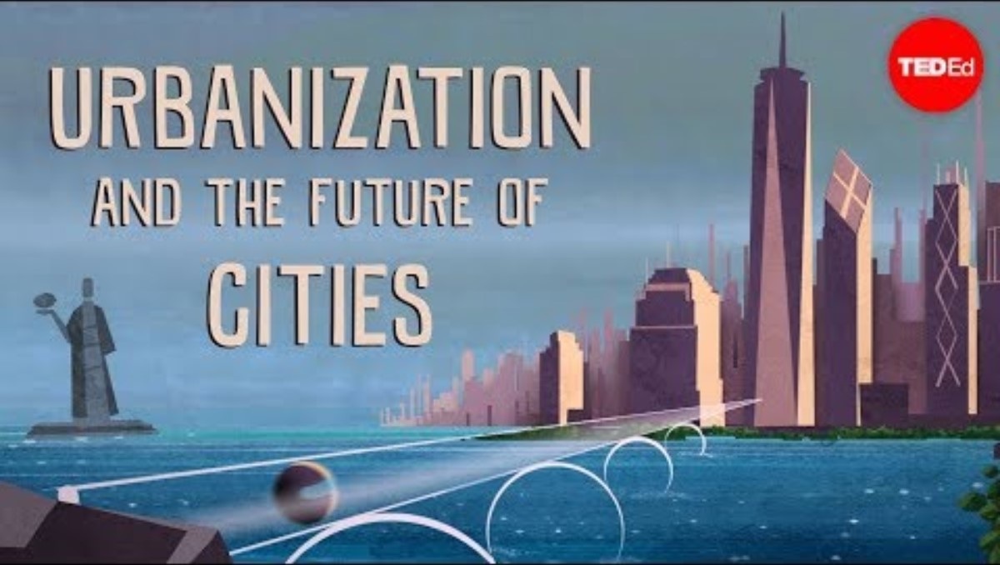 URBANIZATION
AND THE FUTURE OF
CITIES
TEDEd